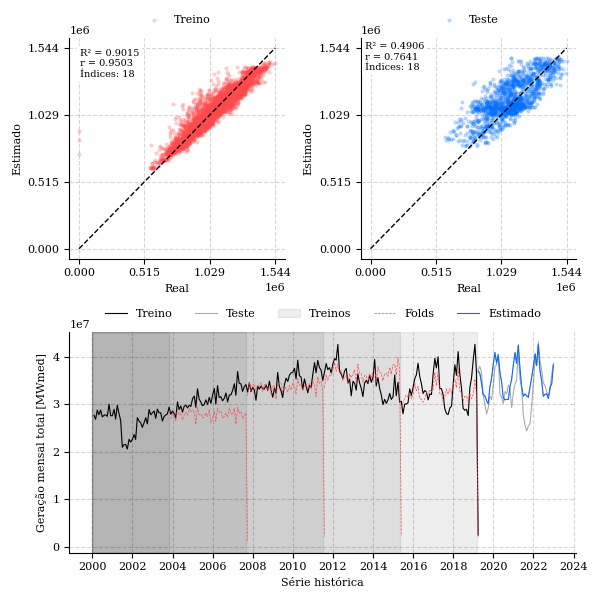 Treino
Teste
1e6
R² = 0.9015
r = 0.9503
Índices: 18
1.544
1.029
0.515
0.000
Estimado
0.000 0.515 1.029 1.544
Real
1e6
1e6
R² = 0.4906
r = 0.7641
Índices: 18
1.544
1.029
0.515
0.000
Estimado
0.000 0.515 1.029 1.544
Real
1e6
Treino Teste Treinos Folds Estimado
1e7
4
3
2
1
0
Geração mensal total [MWmed]
2000 2002 2004 2006 2008 2010 2012 2014 2016 2018 2020 2022 2024
Série histórica